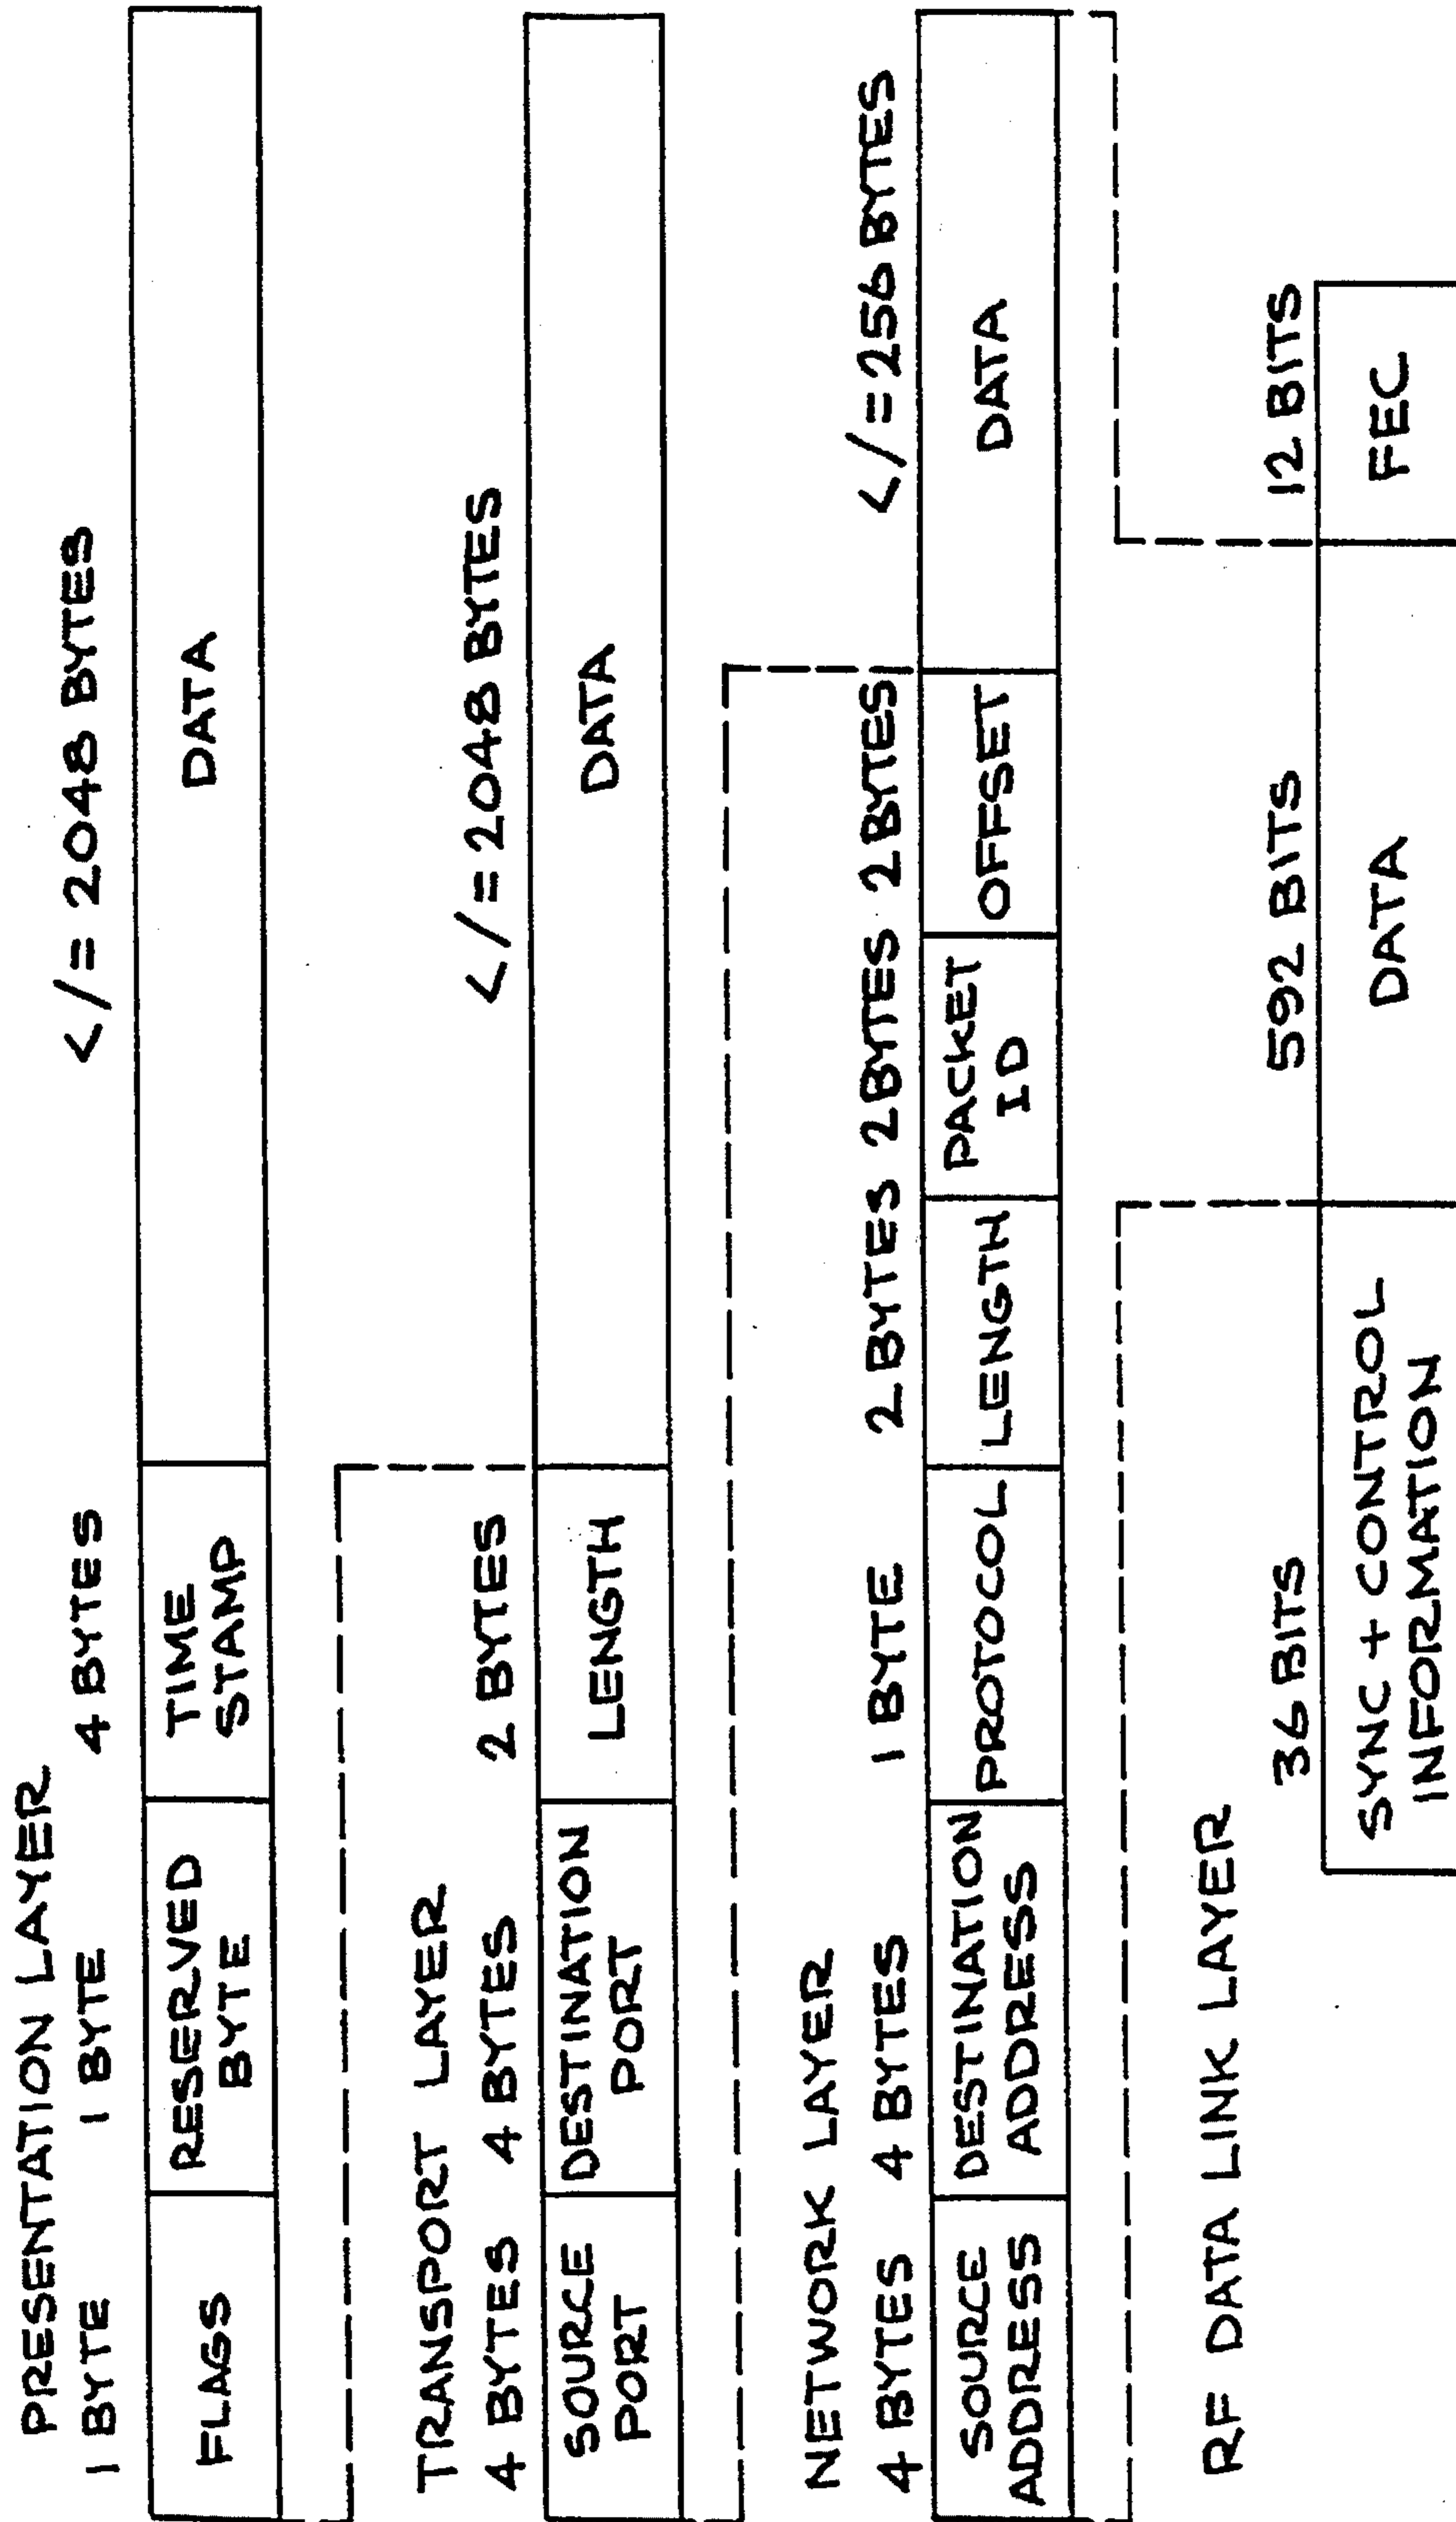 PRESENTATION LAYER
1 BYTE 1 BYTE 4 BYTES </= 2048 BYTES
FLAGS RESERVED BYTE TIME STAMP DATA
TRANSPORT LAYER
4 BYTES 4 BYTES 2 BYTES </= 2048 BYTES
SOURCE PORT DESTINATION PORT LENGTH DATA
NETWORK LAYER
4 BYTES 4 BYTES 1 BYTE 2 BYTES 2 BYTES 2 BYTES </= 256 BYTES
SOURCE ADDRESS DESTINATION ADDRESS PROTOCOL LENGTH PACKET ID OFFSET DATA
RF DATA LINK LAYER
36 BITS 592 BITS 12 BITS
SYNC + CONTROL INFORMATION DATA FEC